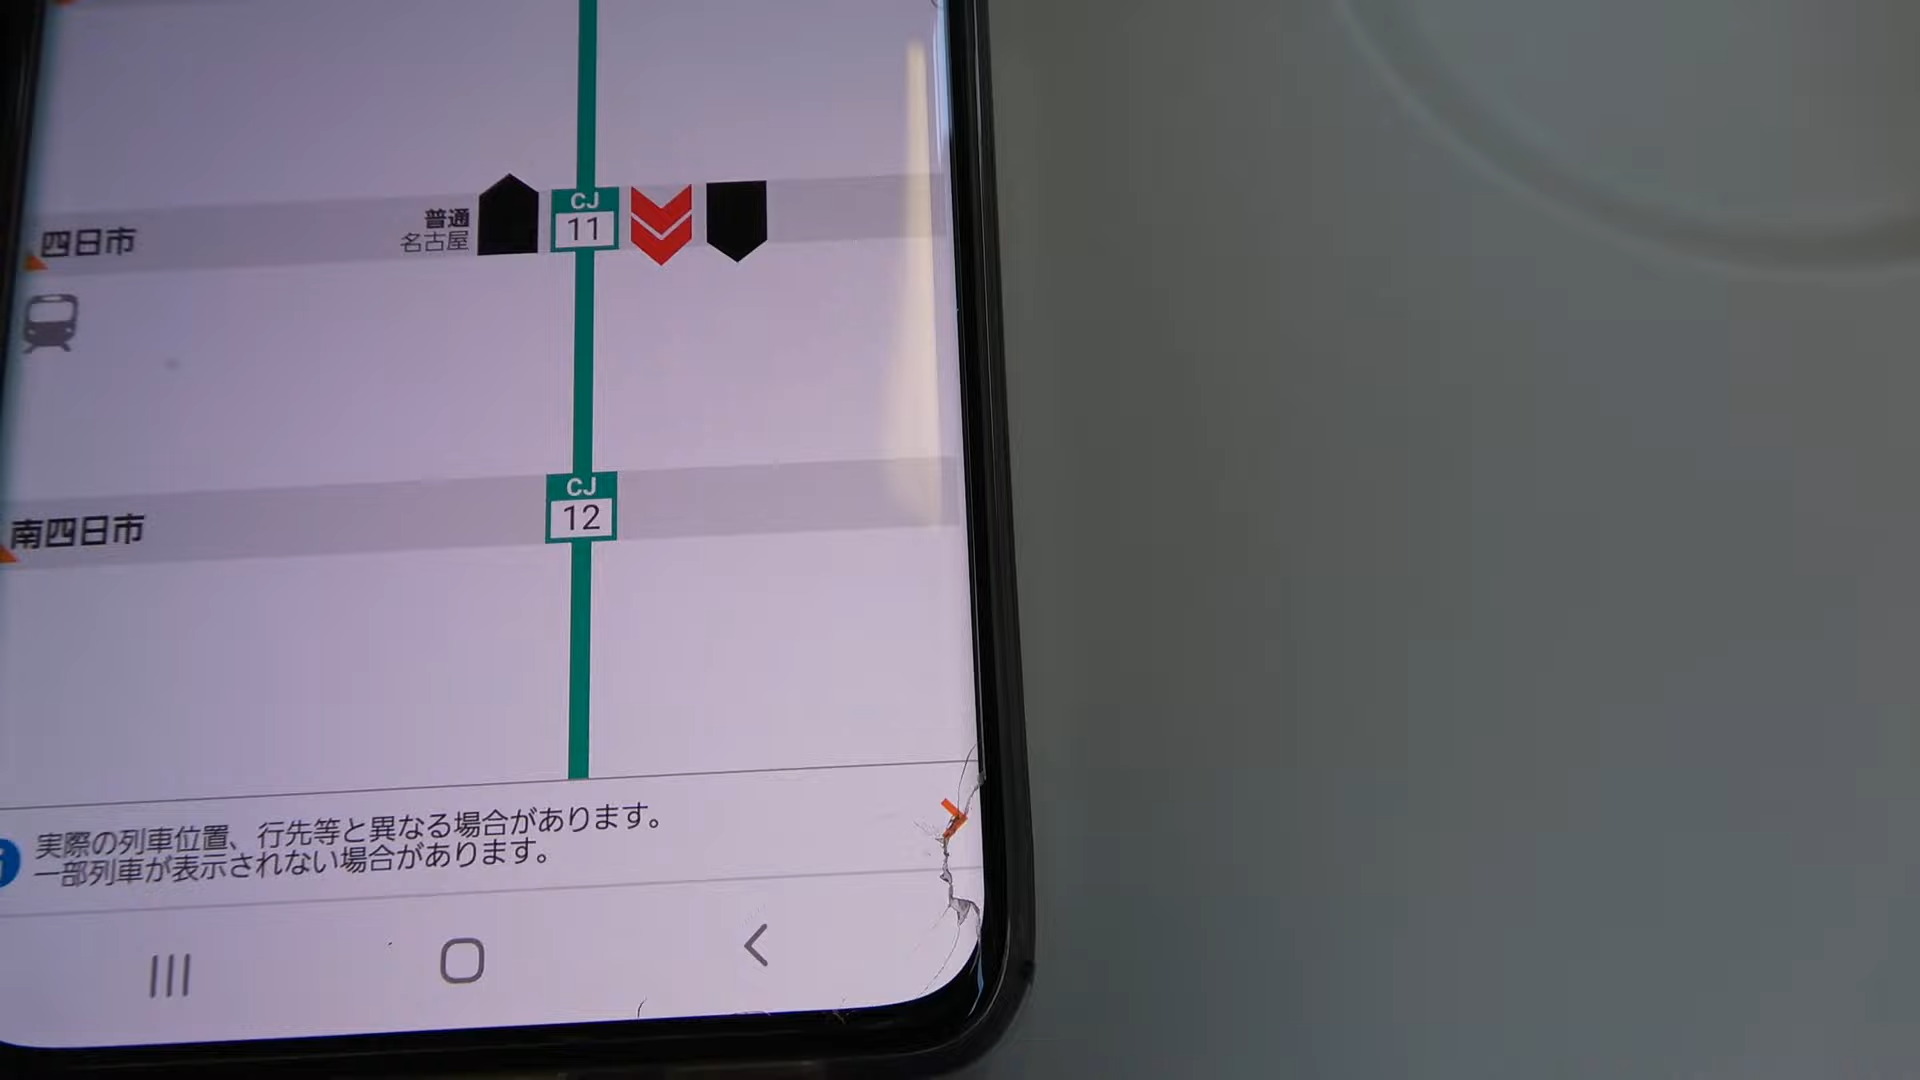 四日市
普通
名古屋
CJ
11
南四日市
CJ
12
実際の列車位置、行先等と異なる場合があります。
一部列車が表示されない場合があります。